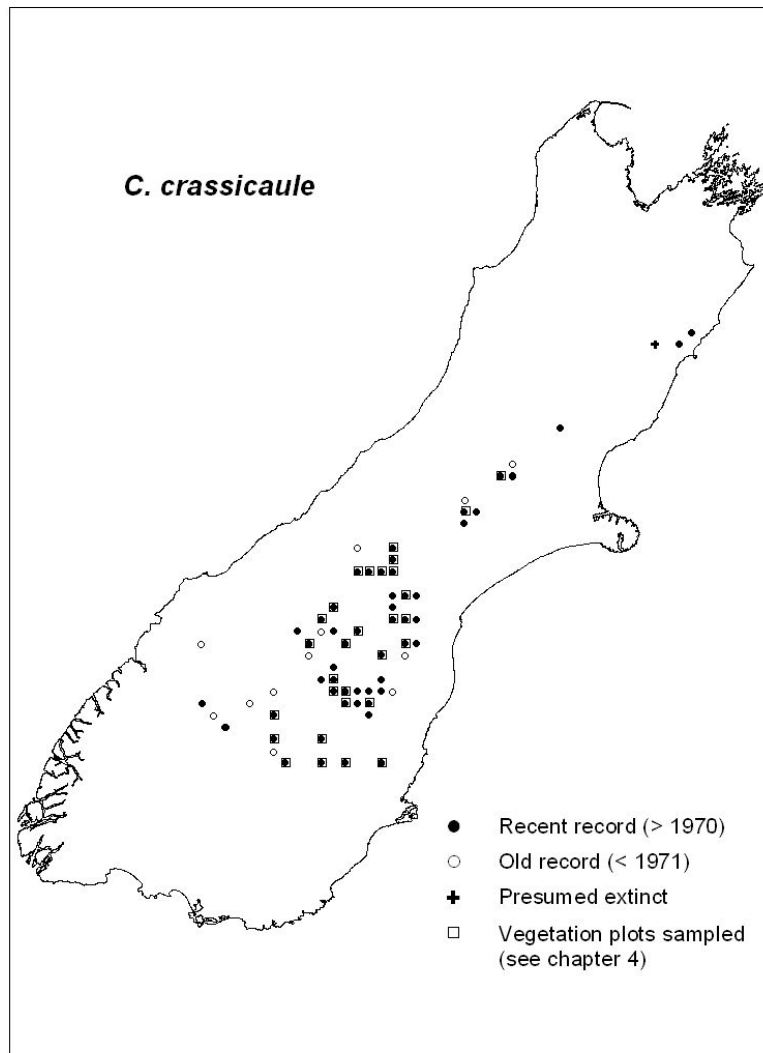 C. crassicaule
Recent record (> 1970)
Old record (< 1971)
Presumed extinct
Vegetation plots sampled
(see chapter 4)